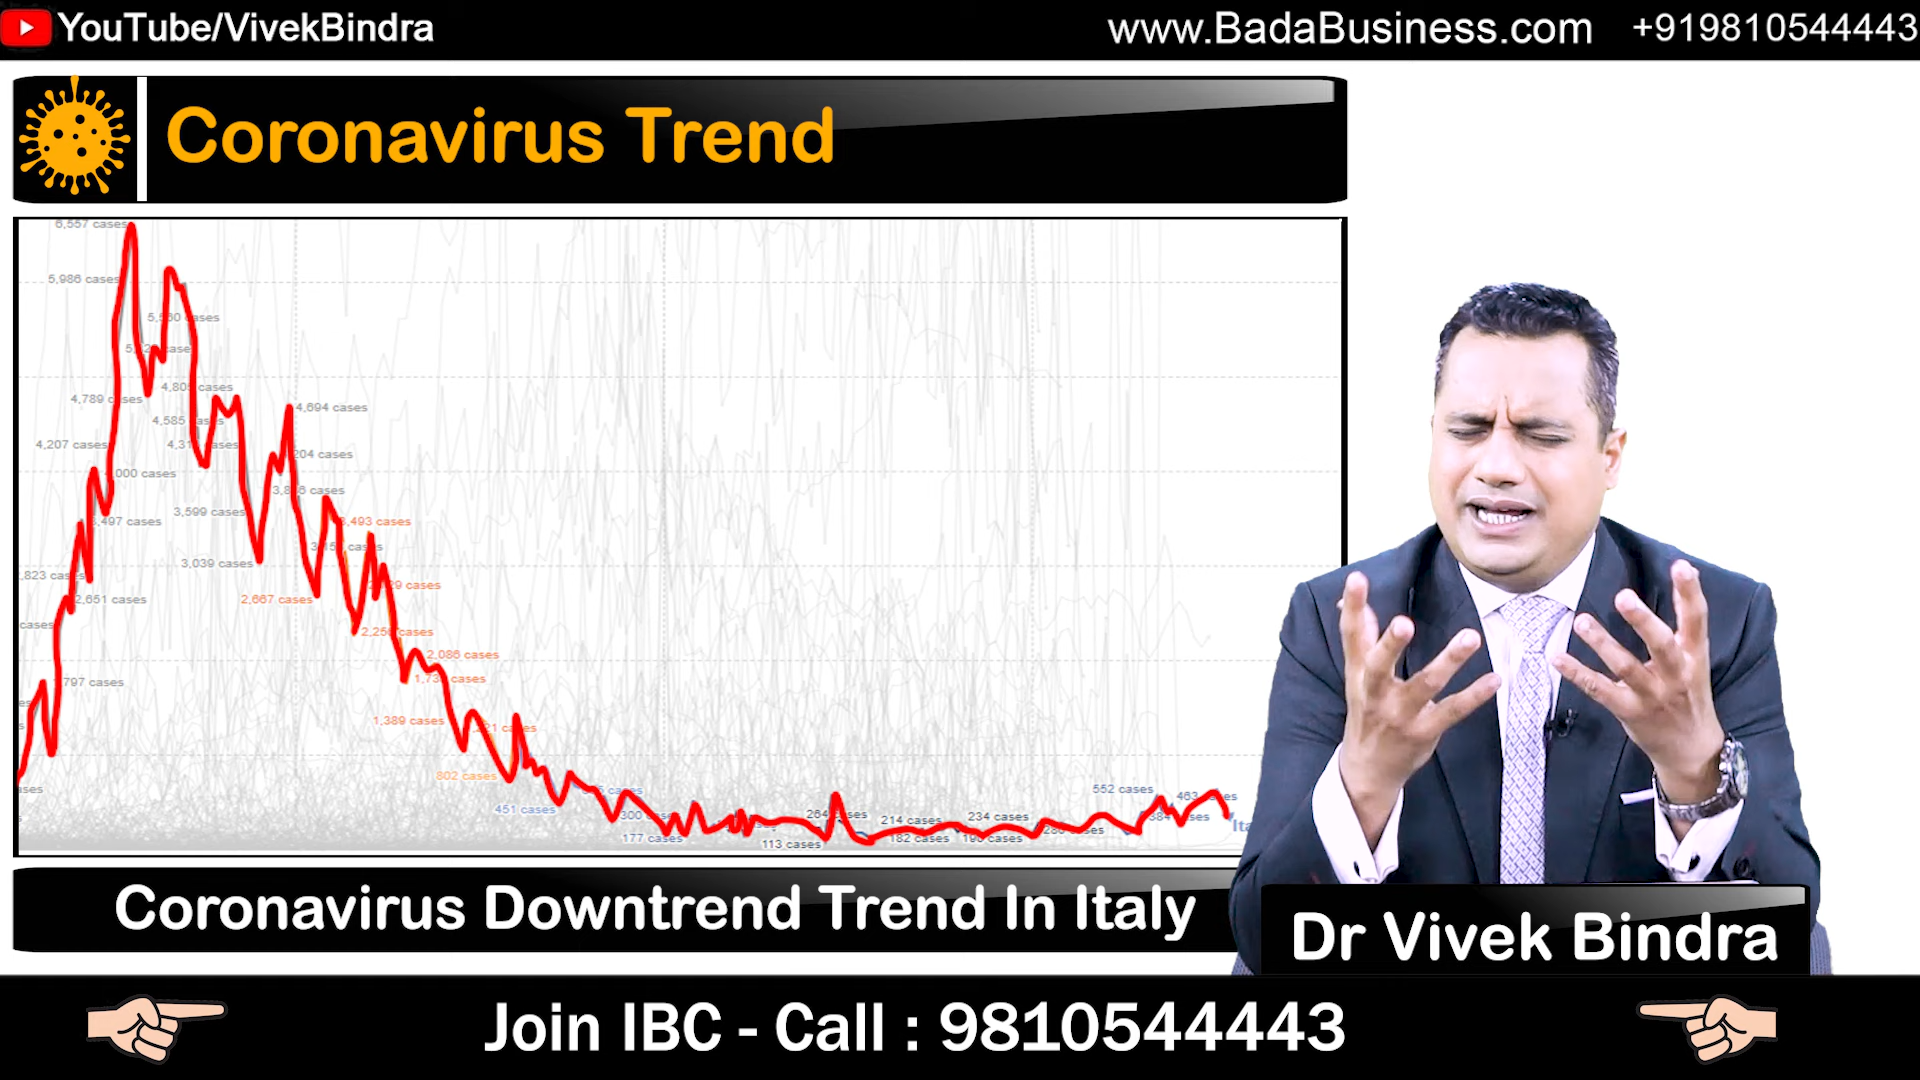 YouTube/VivekBindra
www.BadaBusiness.com
+919810544443
Coronavirus Trend
6,557 cases
5,986 cases
4,789 cases
4,694 cases
4,207 cases
3,599 cases
3,039 cases
2,651 cases
2,667 cases
2,086 cases
1,389 cases
802 cases
451 cases
177 cases
113 cases
214 cases
182 cases
234 cases
552 cases
Coronavirus Downtrend Trend In Italy
Dr Vivek Bindra
Join IBC - Call : 9810544443